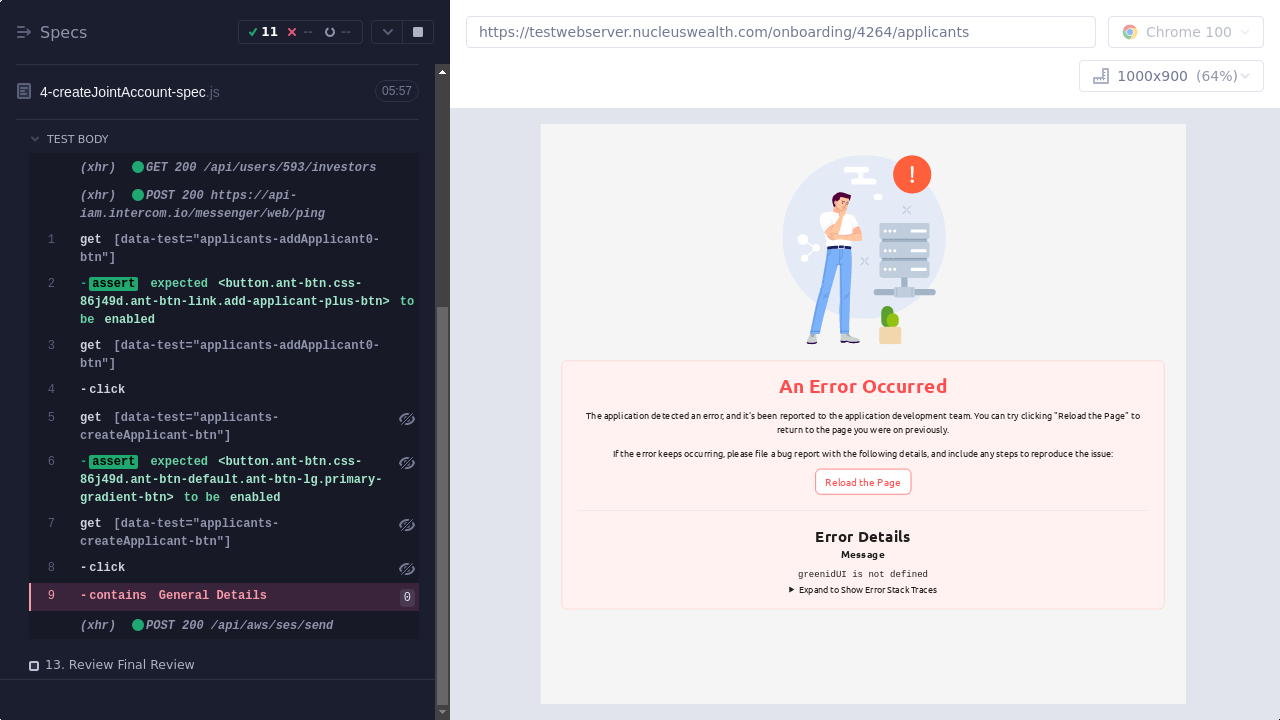 Specs
11 -- --
4-createJointAccount-spec.js
05:57
TEST BODY
(xhr) GET 200 /api/users/593/investors
(xhr) POST 200 https://api-
iam.intercom.io/messenger/web/ping
1 get [data-test="applicants-addApplicant0-
btn"]
2 -assert expected <button.ant-btn.css-
86j49d.ant-btn-link.add-applicant-plus-btn> to
be enabled
3 get [data-test="applicants-addApplicant0-
btn"]
4 -click
5 get [data-test="applicants-
createApplicant-btn"]
6 -assert expected <button.ant-btn.css-
86j49d.ant-btn-default.ant-btn-lg.primary-
gradient-btn> to be enabled
7 get [data-test="applicants-
createApplicant-btn"]
8 -click
9 -contains General Details 0
(xhr) POST 200 /api/aws/ses/send
13. Review Final Review
https://testwebserver.nucleuswealth.com/onboarding/4264/applicants
Chrome 100
1000x900 (64%)
!
An Error Occurred
The application detected an error, and it's been reported to the application development team. You can try clicking "Reload the Page" to
return to the page you were on previously.
If the error keeps occurring, please file a bug report with the following details, and include any steps to reproduce the issue:
Reload the Page
Error Details
Message
greenidUI is not defined
Expand to Show Error Stack Traces